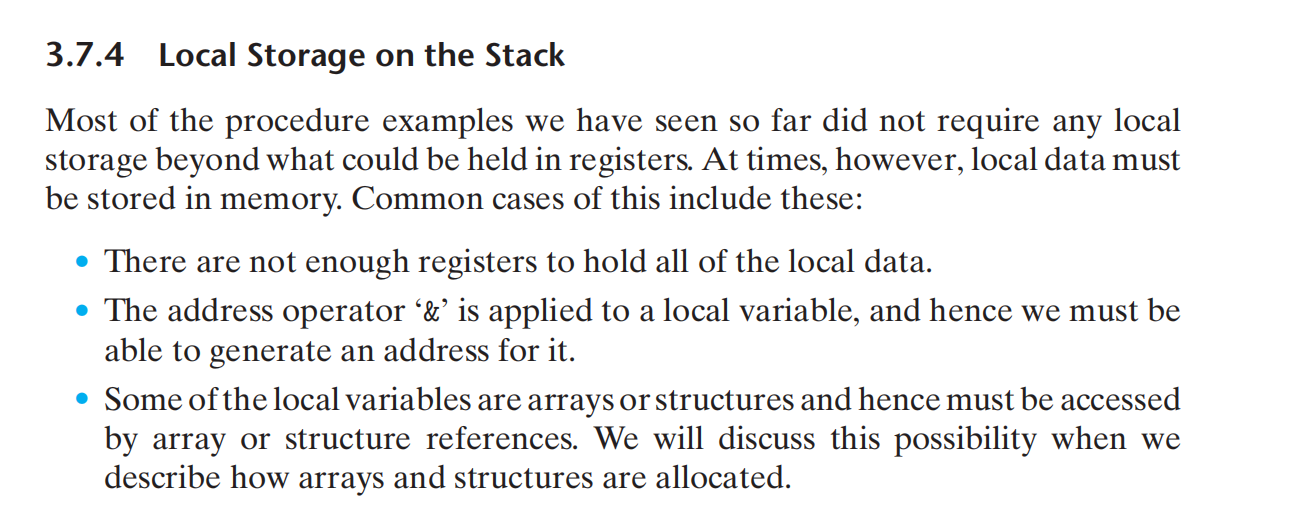 3.7.4 Local Storage on the Stack
Most of the procedure examples we have seen so far did not require any local
storage beyond what could be held in registers. At times, however, local data must
be stored in memory. Common cases of this include these:
• There are not enough registers to hold all of the local data.
• The address operator ‘&’ is applied to a local variable, and hence we must be
able to generate an address for it.
• Some of the local variables are arrays or structures and hence must be accessed
by array or structure references. We will discuss this possibility when we
describe how arrays and structures are allocated.